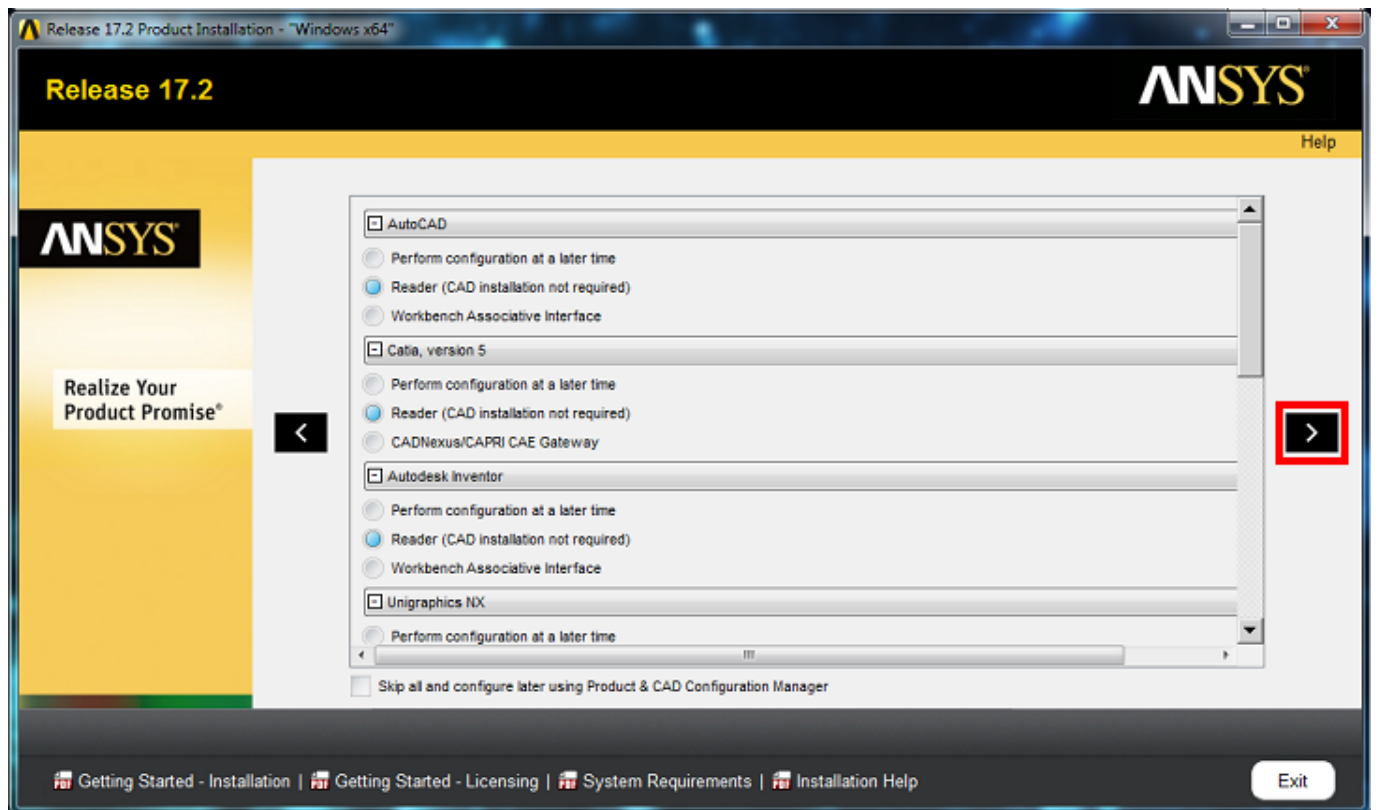 Release 17.2 Product Installation - "Windows x64"
Release 17.2
ANSYS®
Help
ANSYS®
Realize Your
Product Promise®
AutoCAD
Perform configuration at a later time
Reader (CAD installation not required)
Workbench Associative Interface
Catia, version 5
Perform configuration at a later time
Reader (CAD installation not required)
CADNexus/CAPRI CAE Gateway
Autodesk Inventor
Perform configuration at a later time
Reader (CAD installation not required)
Workbench Associative Interface
Unigraphics NX
Perform configuration at a later time
Skip all and configure later using Product & CAD Configuration Manager
Getting Started - Installation | Getting Started - Licensing | System Requirements | Installation Help
Exit